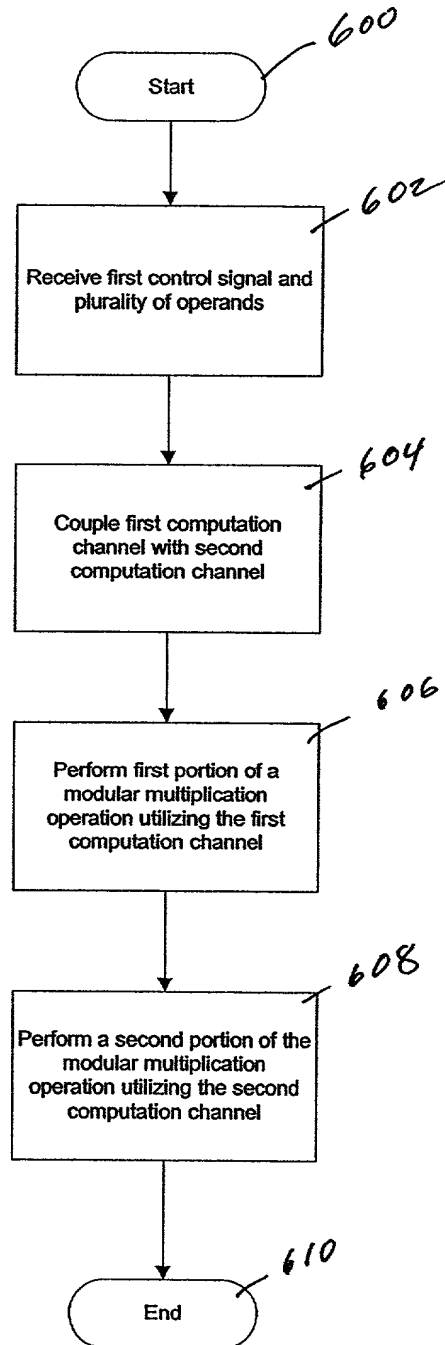 600
Start
602
Receive first control signal and
plurality of operands
604
Couple first computation
channel with second
computation channel
606
Perform first portion of a
modular multiplication
operation utilizing the first
computation channel
608
Perform a second portion of the
modular multiplication
operation utilizing the second
computation channel
610
End